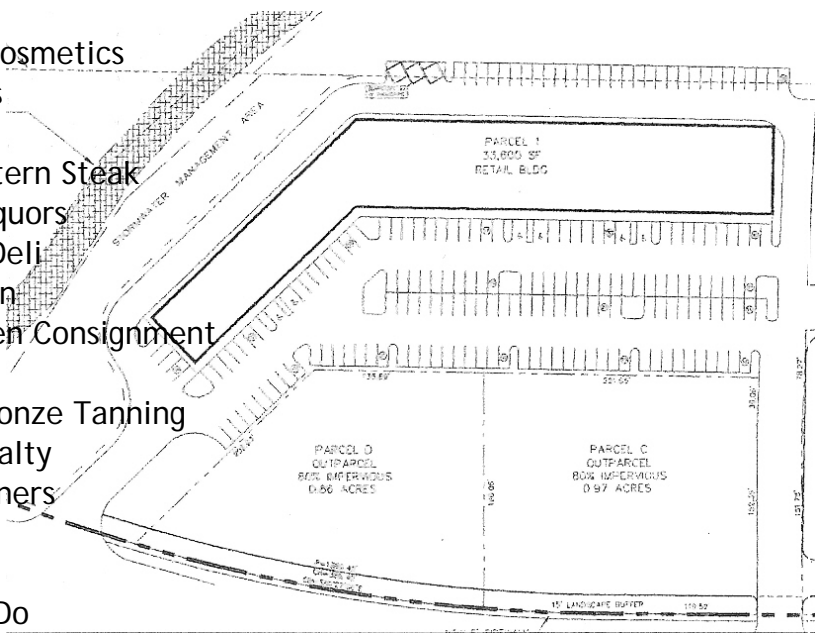 osmetics
s
tern Steak
quors
Deli
n
en Consignment
onze Tanning
alty
ners
Do
STORMWATER MANAGEMENT AREA
PARCEL 1
33,800 SF
RETAIL BLDG
PARCEL D
OUTPARCEL
80% IMPERVIOUS
0.86 ACRES
PARCEL C
OUTPARCEL
80% IMPERVIOUS
0.97 ACRES
15' LANDSCAPE BUFFER